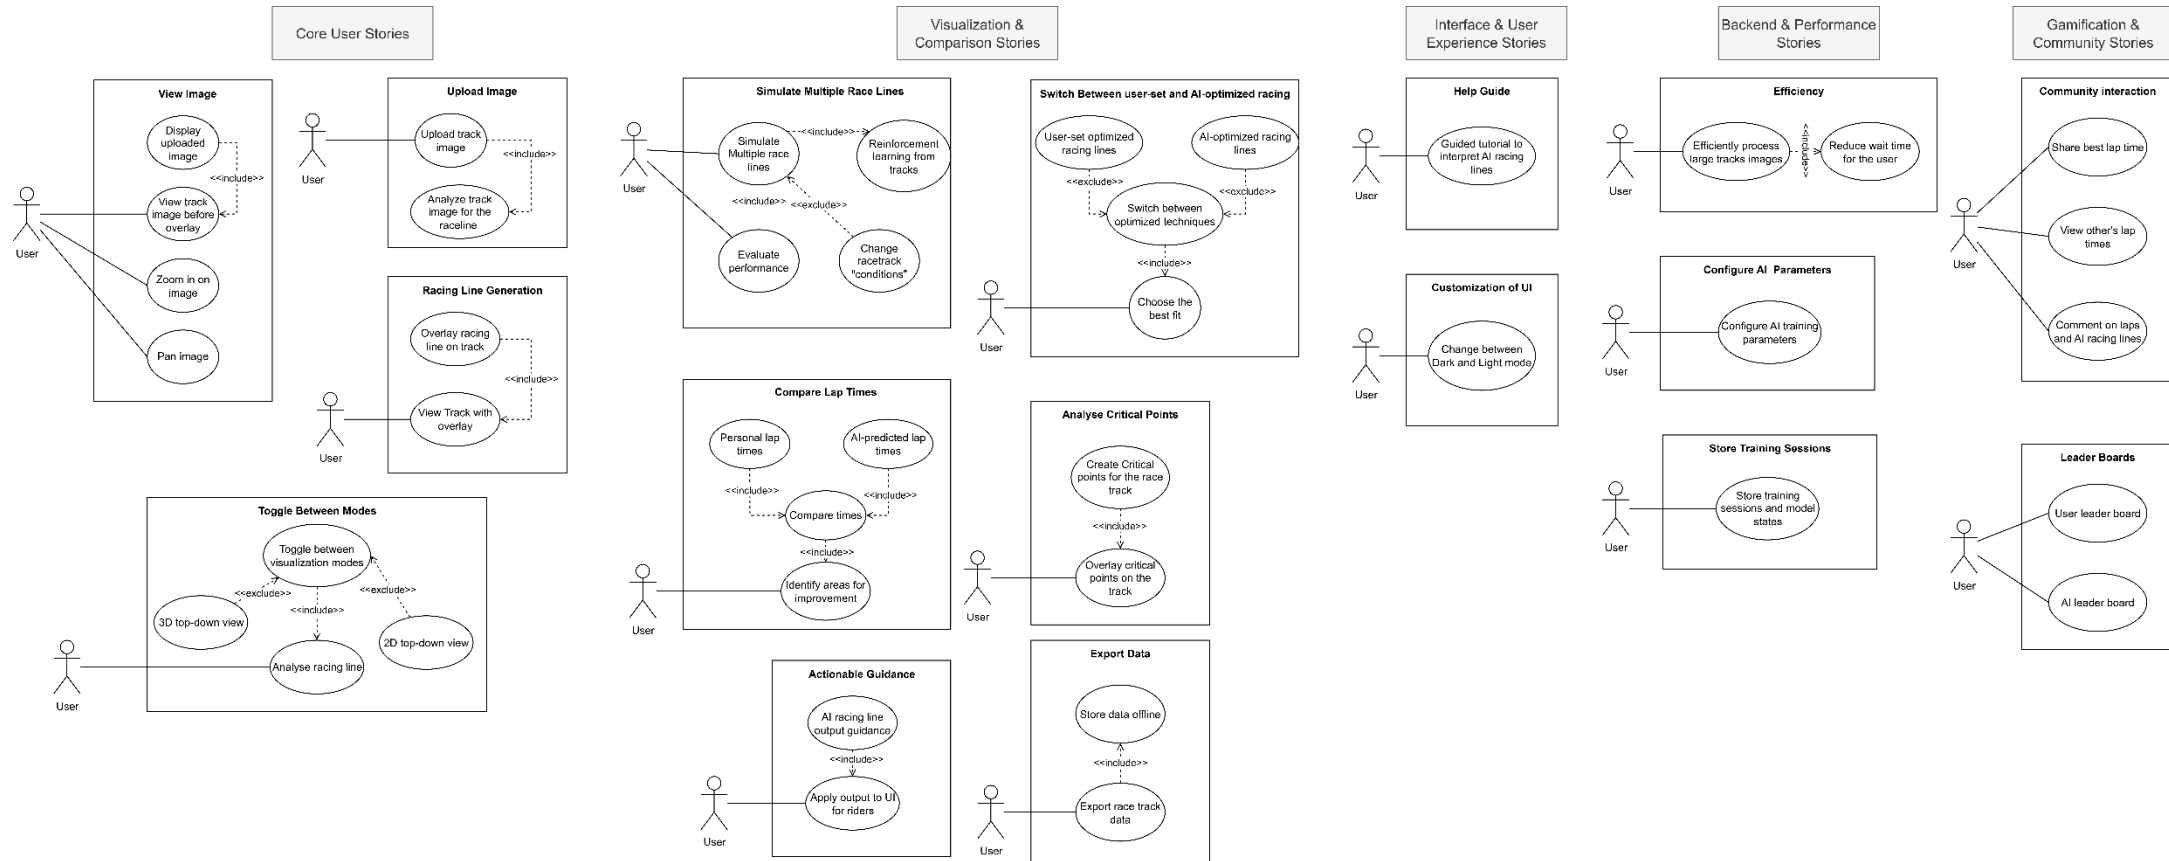 Core User Stories
View Image
Display
uploaded
image
<<include>>
View track
image before
overlay
Zoom in on
image
Pan image
User
Upload Image
Upload track
image
<<include>>
Analyze track
image for the
raceline
User
Racing Line Generation
Overlay racing
line on track
<<include>>
View Track with
overlay
User
Toggle Between Modes
Toggle between
visualization modes
<<exclude>>
<<include>>
<<exclude>>
3D top-down view
2D top-down view
Analyse racing line
User
Visualization &
Comparison Stories
Simulate Multiple Race Lines
Simulate
Multiple race
lines
<<include>>
Reinforcement
learning from
tracks
<<include>>
<<exclude>>
Evaluate
performance
Change
racetrack
"conditions"
User
Switch Between user-set and AI-optimized racing
User-set optimized
racing lines
AI-optimized racing
lines
<<exclude>>
<<exclude>>
Switch between
optimized techniques
<<include>>
Choose the
best fit
User
Compare Lap Times
Personal lap
times
AI-predicted lap
times
<<include>>
<<include>>
Compare times
<<include>>
Identify areas for
improvement
User
Analyse Critical Points
Create Critical
points for the race
track
<<include>>
Overlay critical
points on the
track
User
Actionable Guidance
AI racing line
output guidance
<<include>>
Apply output to UI
for riders
User
Export Data
Store data offline
<<include>>
Export race track
data
User
Interface & User
Experience Stories
Help Guide
Guided tutorial to
interpret AI racing
lines
User
Customization of UI
Change between
Dark and Light mode
User
Backend & Performance
Stories
Efficiency
Efficiently process
large tracks images
<<include>>
Reduce wait time
for the user
User
Configure AI  Parameters
Configure AI training
parameters
User
Store Training Sessions
Store training
sessions and model
states
User
Gamification &
Community Stories
Community interaction
Share best lap time
View other's lap
times
Comment on laps
and AI racing lines
User
Leader Boards
User leader board
AI leader board
User